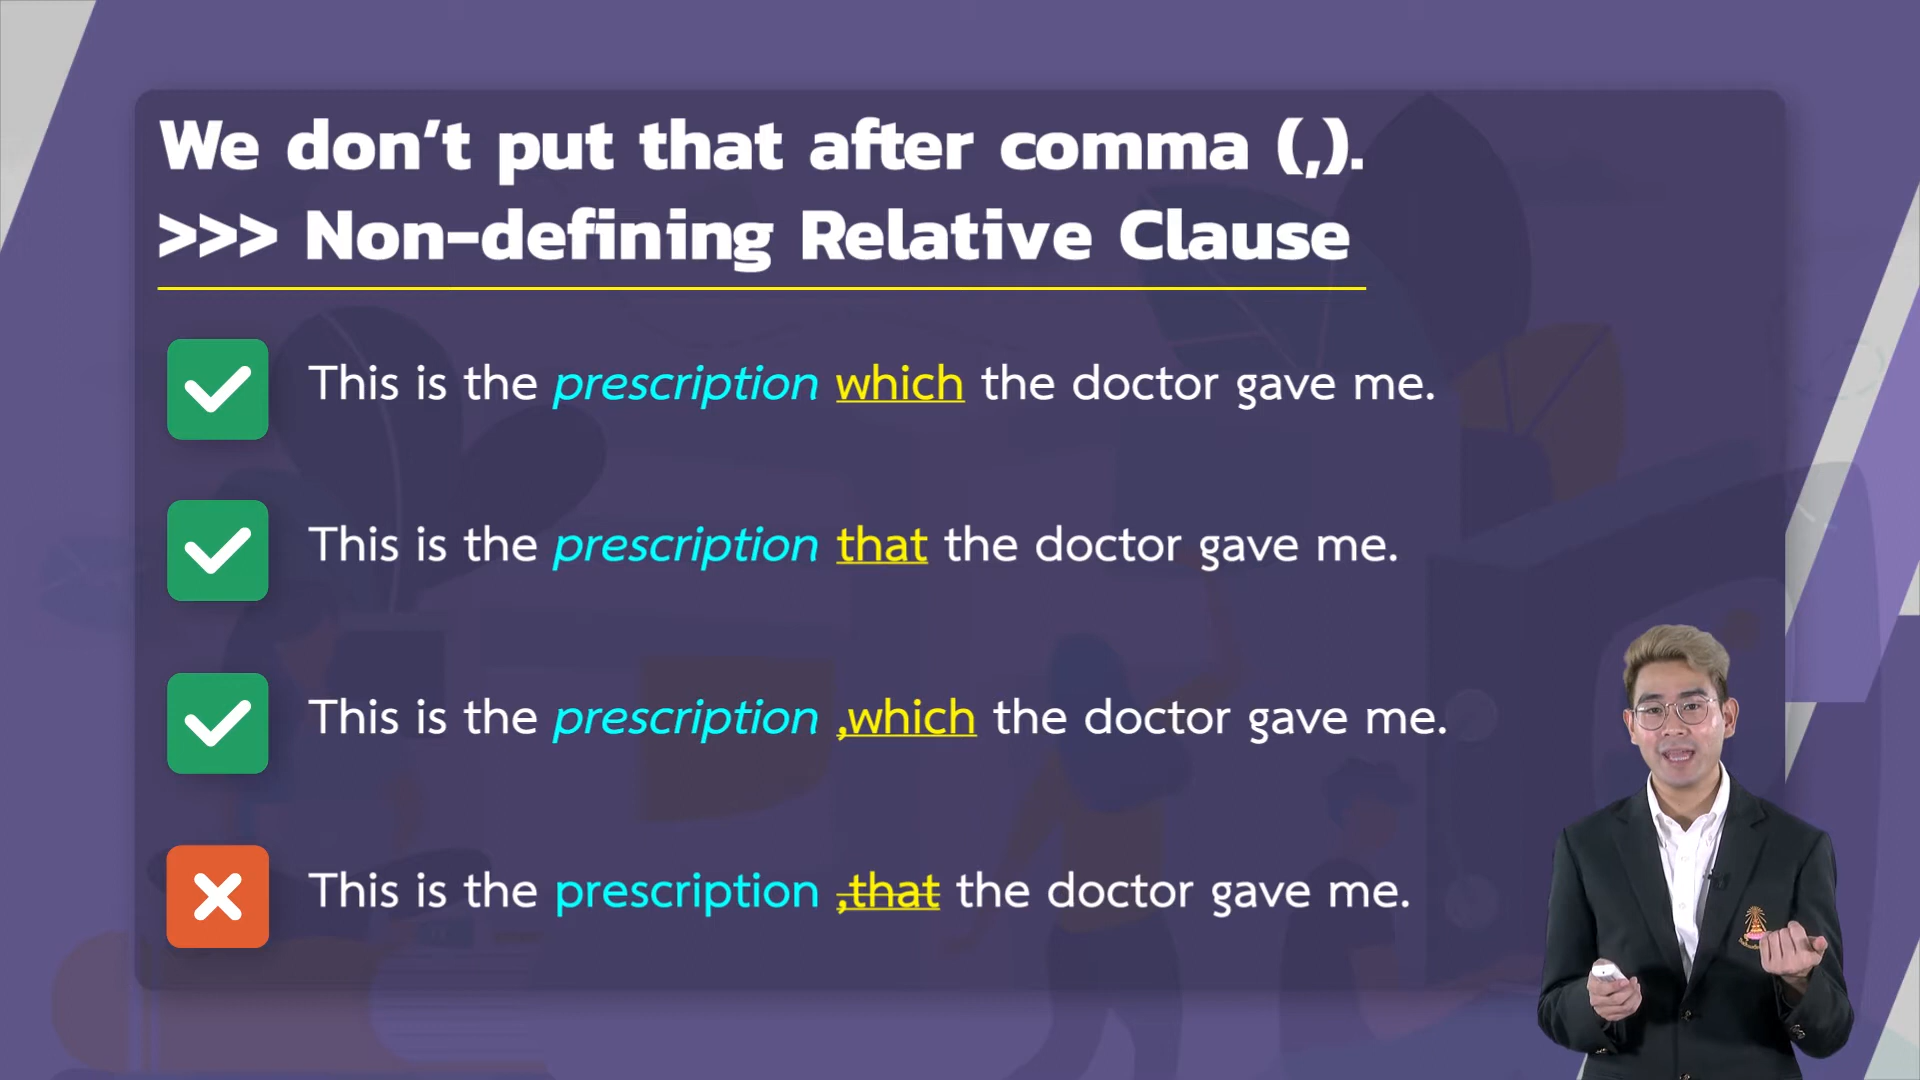 We don't put that after comma (,).
>>> Non-defining Relative Clause
This is the prescription which the doctor gave me.
This is the prescription that the doctor gave me.
This is the prescription ,which the doctor gave me.
This is the prescription ,that the doctor gave me.